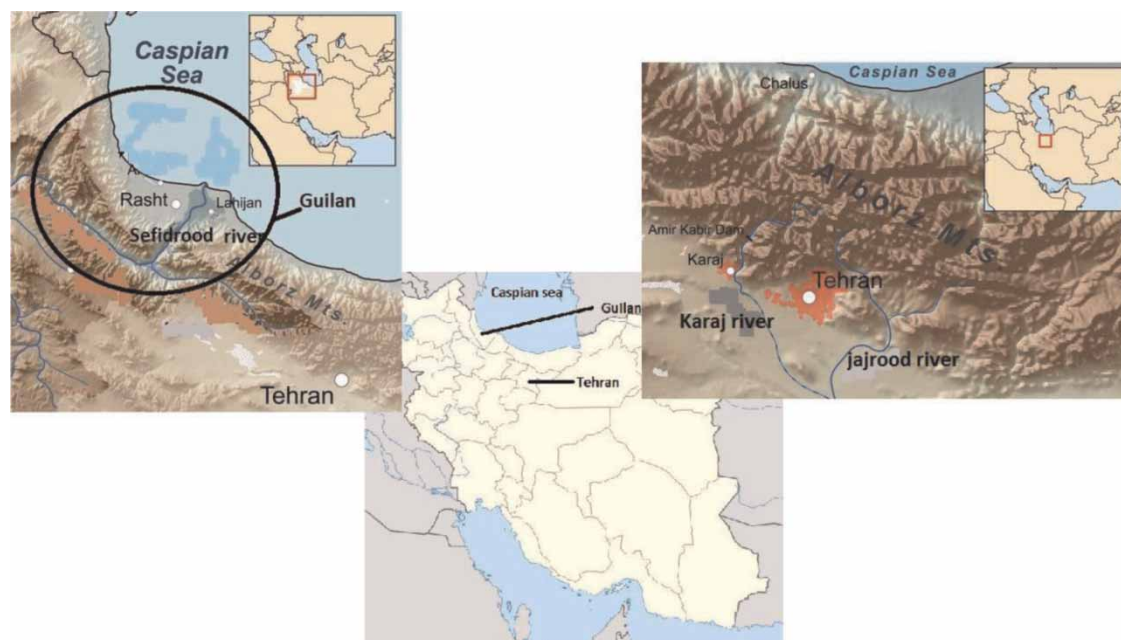 Caspian
Sea
Rasht
Lahijan
Guilan
Sefidrood river
Alborz Mts.
Tehran
Caspian sea
Guilan
Tehran
Caspian Sea
Chalus
Alborz Mts.
Amir Kabir Dam
Karaj
Tehran
Karaj river
jajrood river